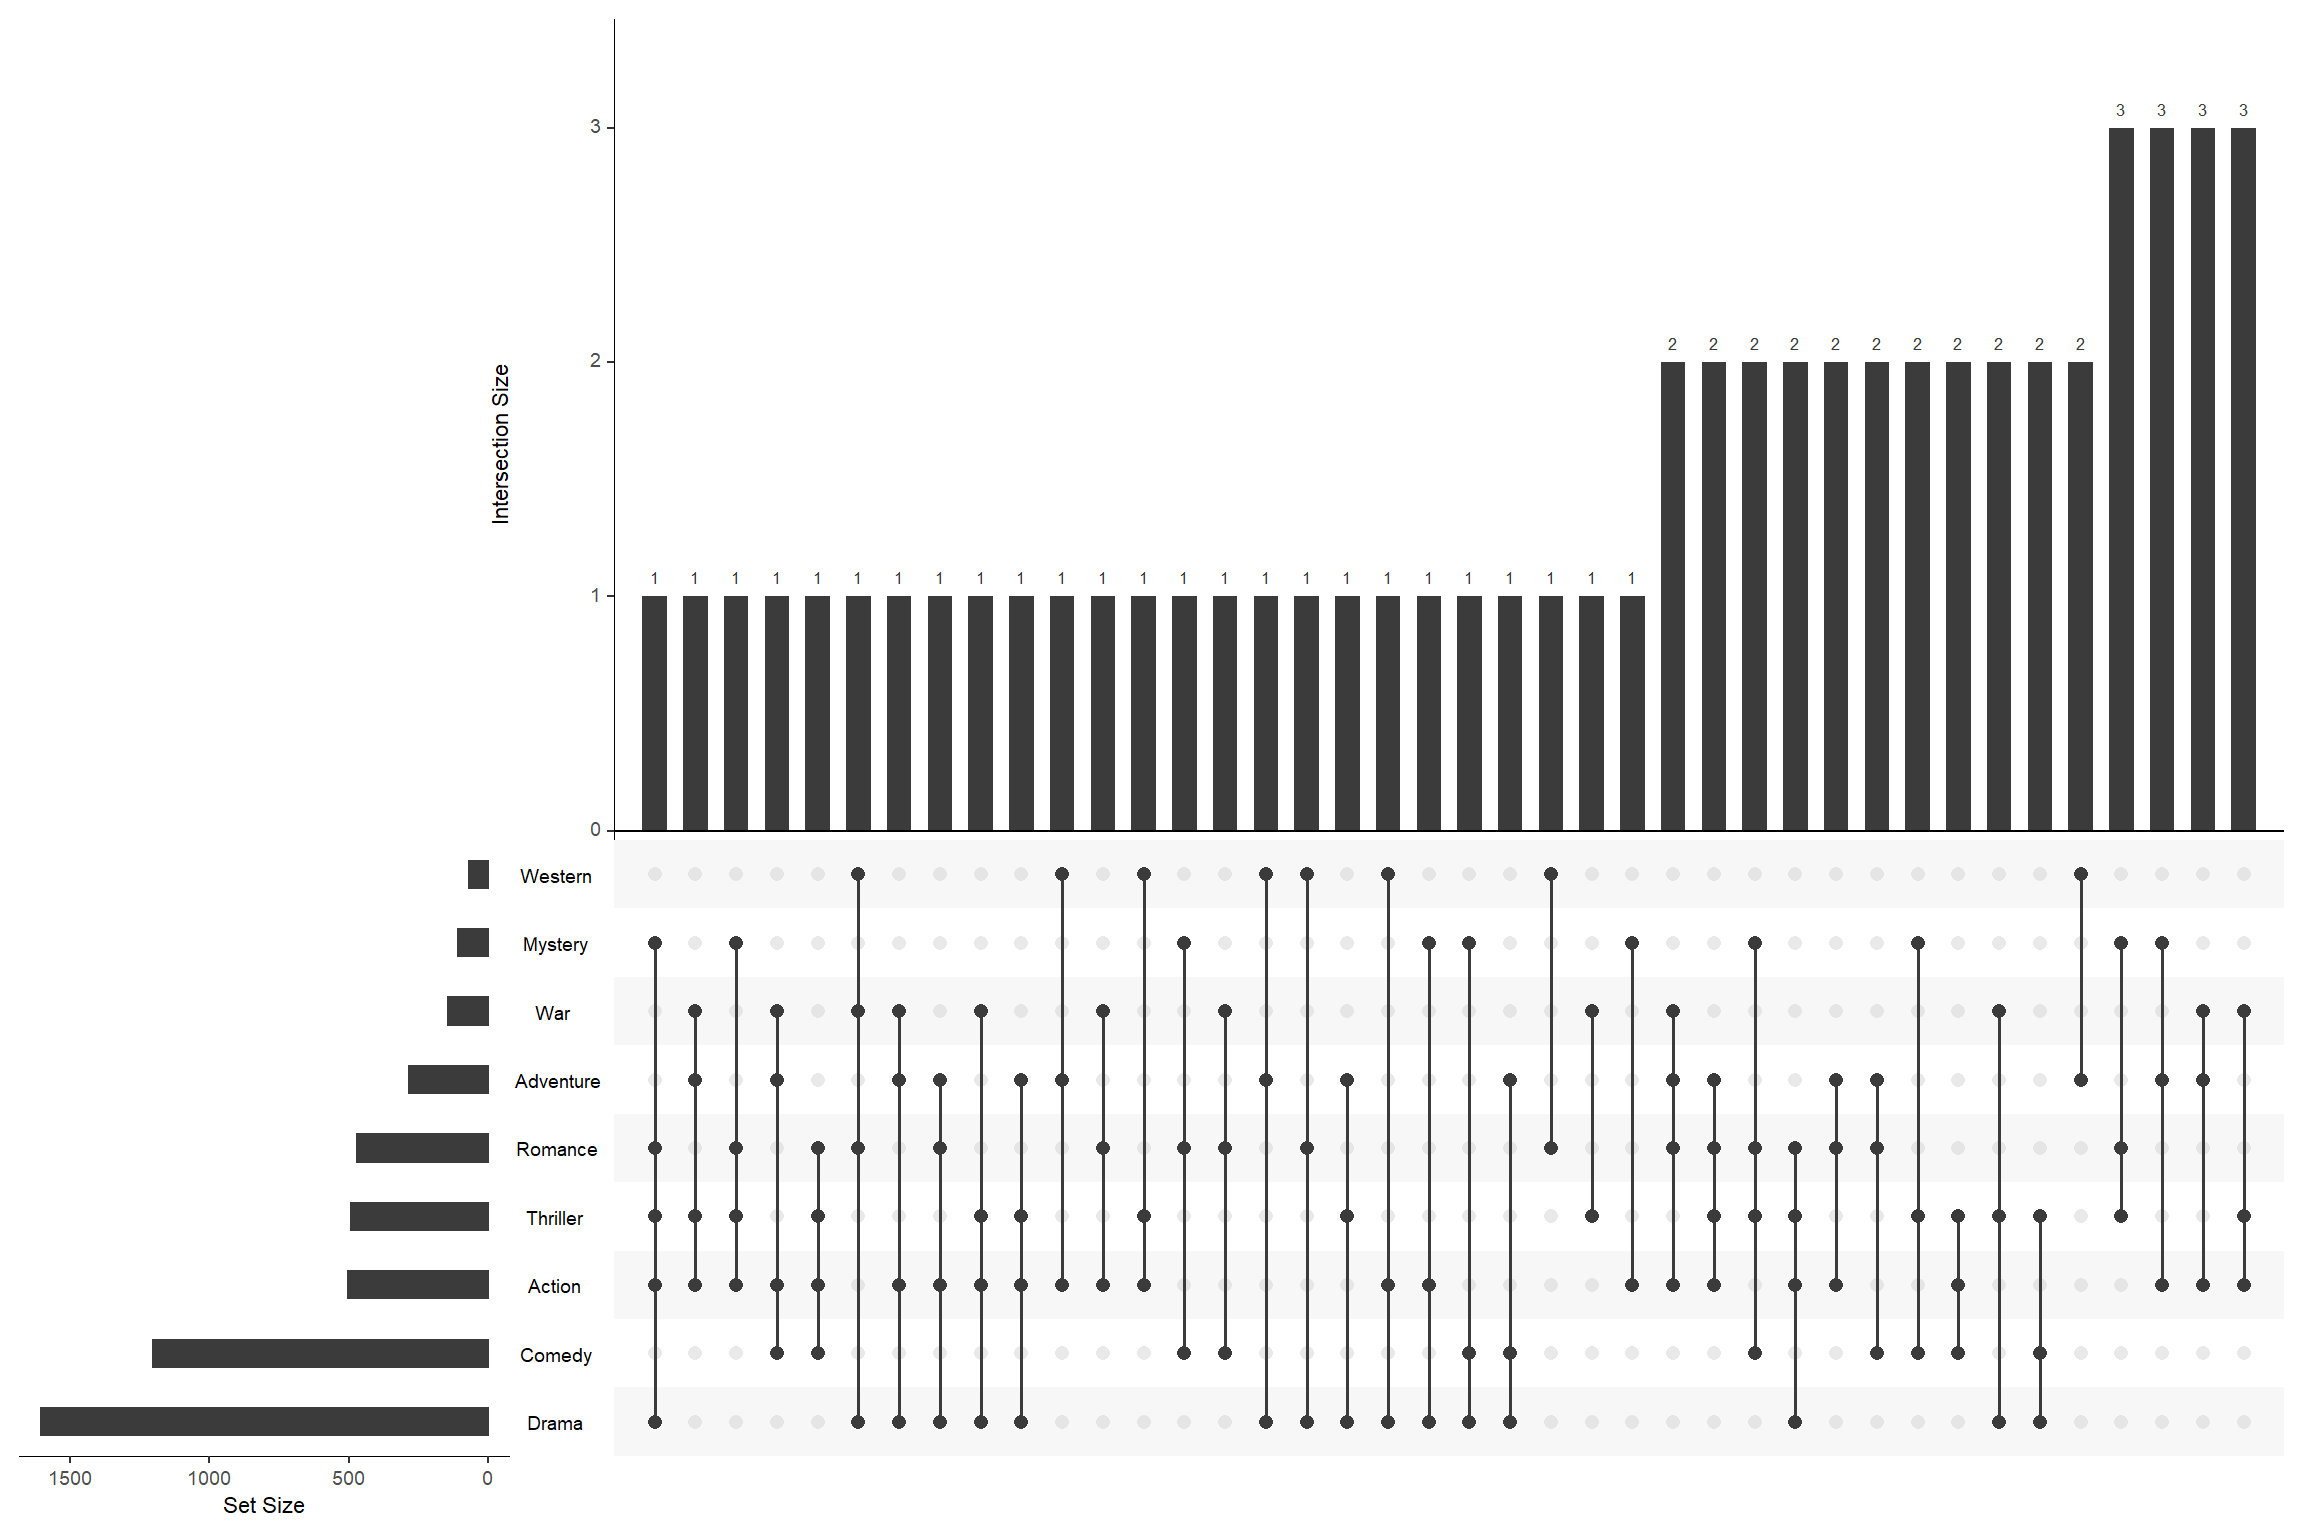 3 3 3 3
3
2 2 2 2 2 2 2 2 2 2 2
2
Intersection Size
1 1 1 1 1 1 1 1 1 1 1 1 1 1 1 1 1 1 1 1 1 1 1 1 1
1
0
Western
Mystery
War
Adventure
Romance
Thriller
Action
Comedy
Drama
1500 1000 500 0
Set Size